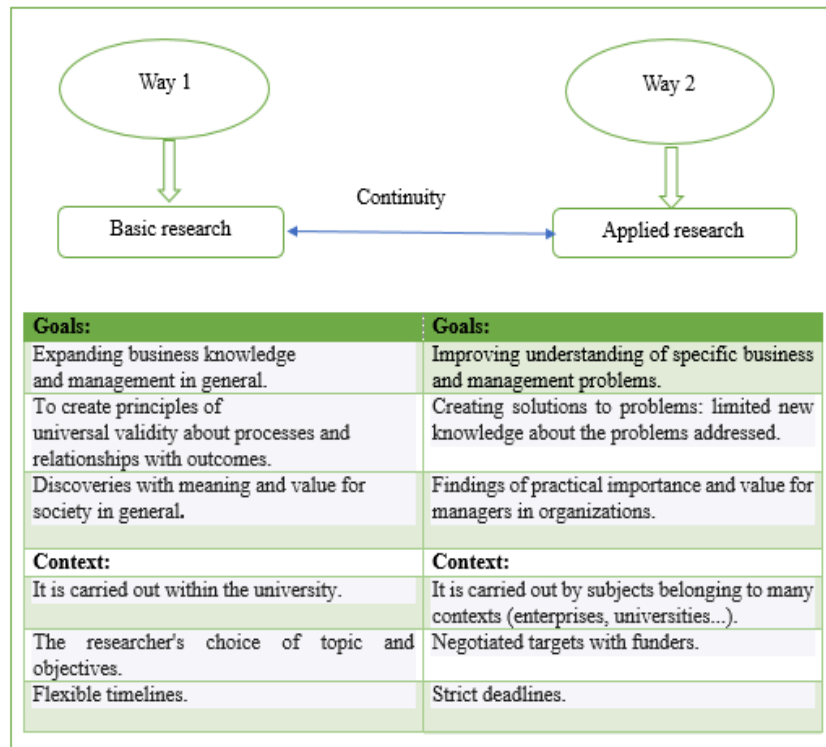 Way 1
Way 2
Continuity
Basic research
Applied research
Goals:
Goals:
Expanding business knowledge
and management in general.
Improving understanding of specific business
and management problems.
To create principles of
universal validity about processes and
relationships with outcomes.
Creating solutions to problems: limited new
knowledge about the problems addressed.
Discoveries with meaning and value for
society in general.
Findings of practical importance and value for
managers in organizations.
Context:
Context:
It is carried out within the university.
It is carried out by subjects belonging to many
contexts (enterprises, universities...).
The researcher's choice of topic and
objectives.
Negotiated targets with funders.
Flexible timelines.
Strict deadlines.